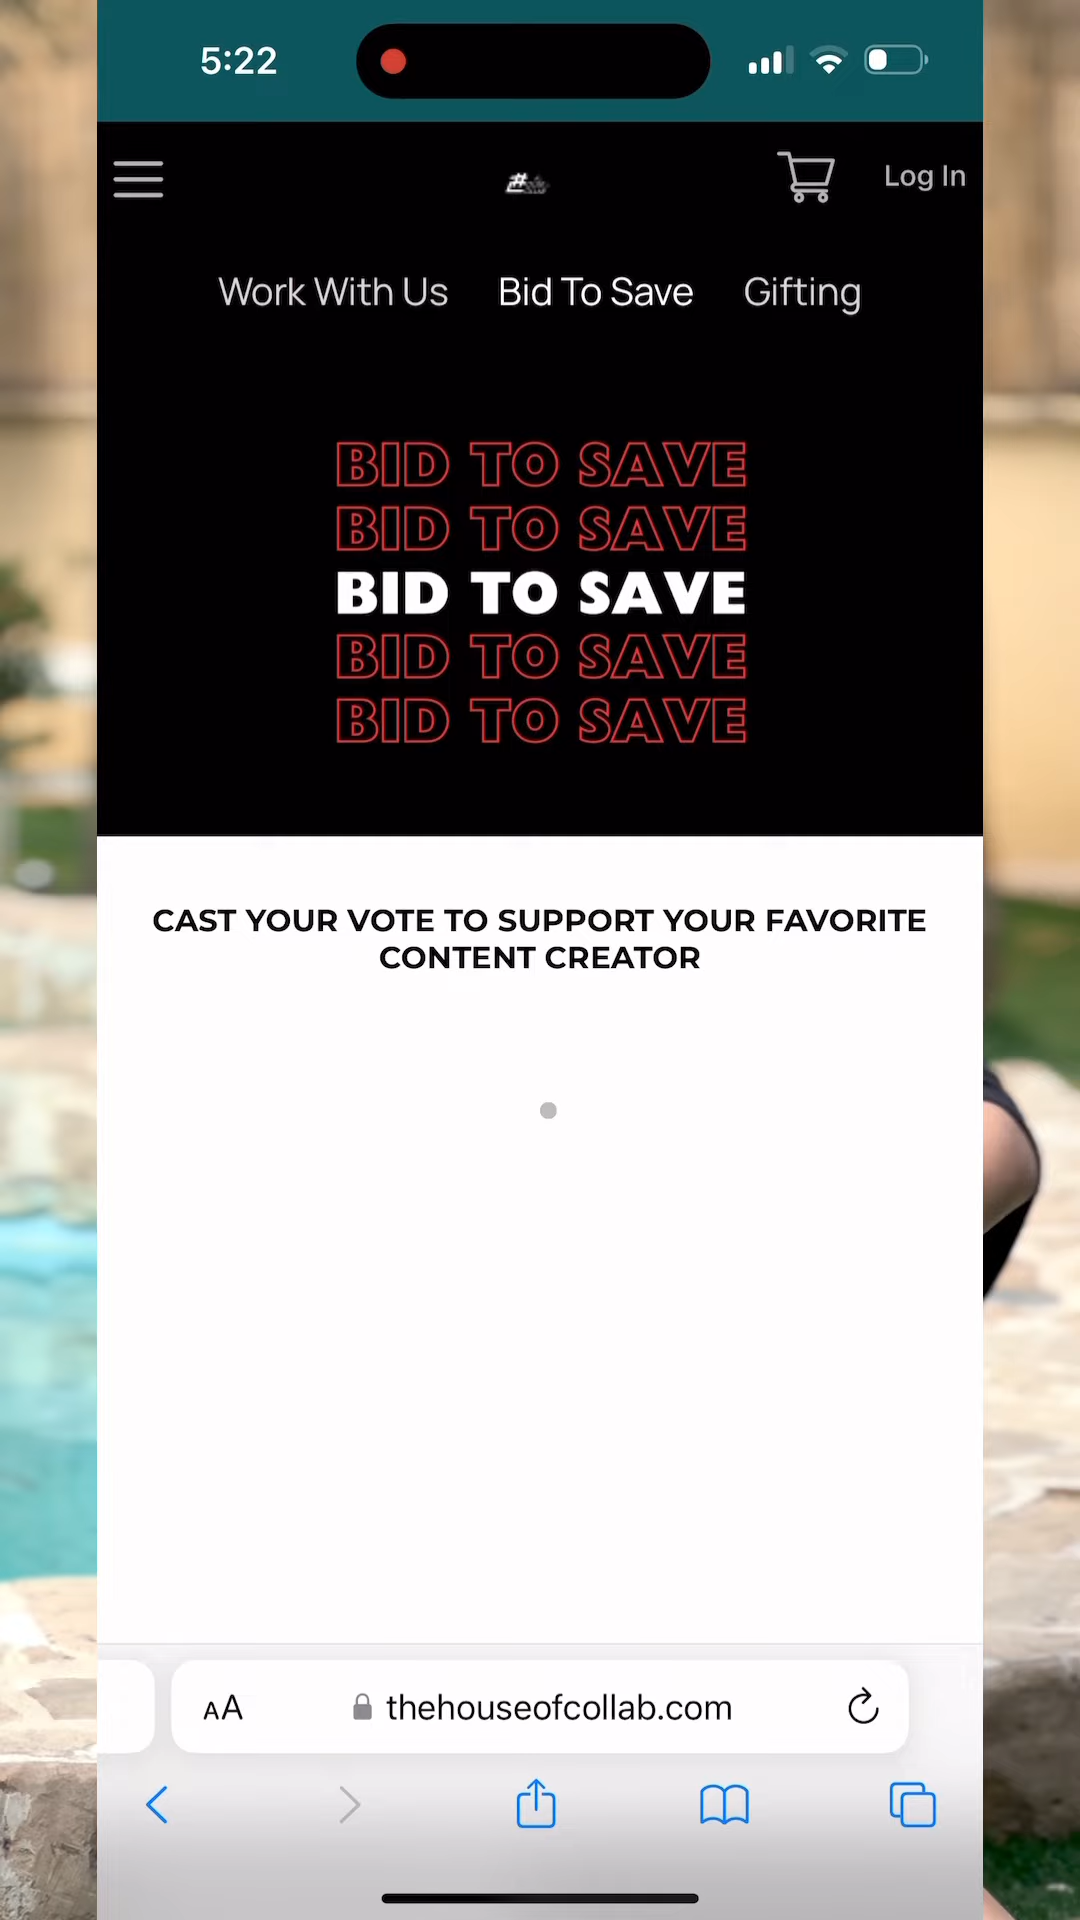 5:22
Log In
Work With Us Bid To Save Gifting
BID TO SAVE
BID TO SAVE
BID TO SAVE
BID TO SAVE
BID TO SAVE
CAST YOUR VOTE TO SUPPORT YOUR FAVORITE
CONTENT CREATOR
AA thehouseofcollab.com